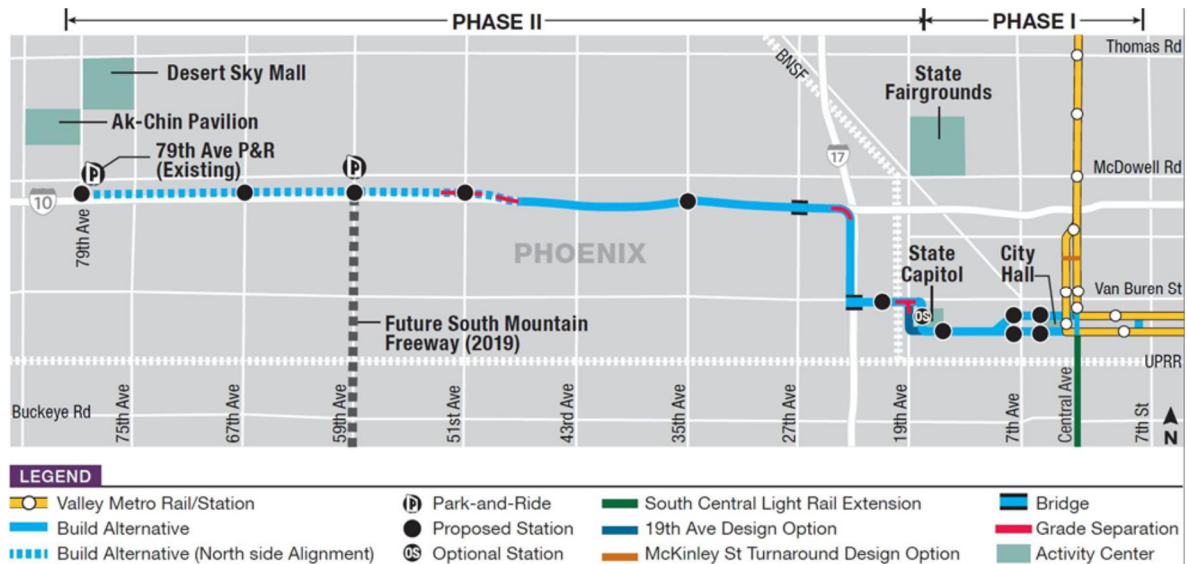 PHASE II
PHASE I
Thomas Rd
BNSF
Desert Sky Mall
State
Fairgrounds
Ak-Chin Pavilion
17
79th Ave P&R
(Existing)
McDowell Rd
P
P
10
79th Ave
PHOENIX
State
Capitol
City
Hall
Van Buren St
OS
Future South Mountain
Freeway (2019)
UPRR
Buckeye Rd
75th Ave
67th Ave
59th Ave
51st Ave
43rd Ave
35th Ave
27th Ave
19th Ave
7th Ave
Central Ave
7th St
N
LEGEND
Valley Metro Rail/Station
Build Alternative
Build Alternative (North side Alignment)
P Park-and-Ride
Proposed Station
OS Optional Station
South Central Light Rail Extension
19th Ave Design Option
McKinley St Turnaround Design Option
Bridge
Grade Separation
Activity Center